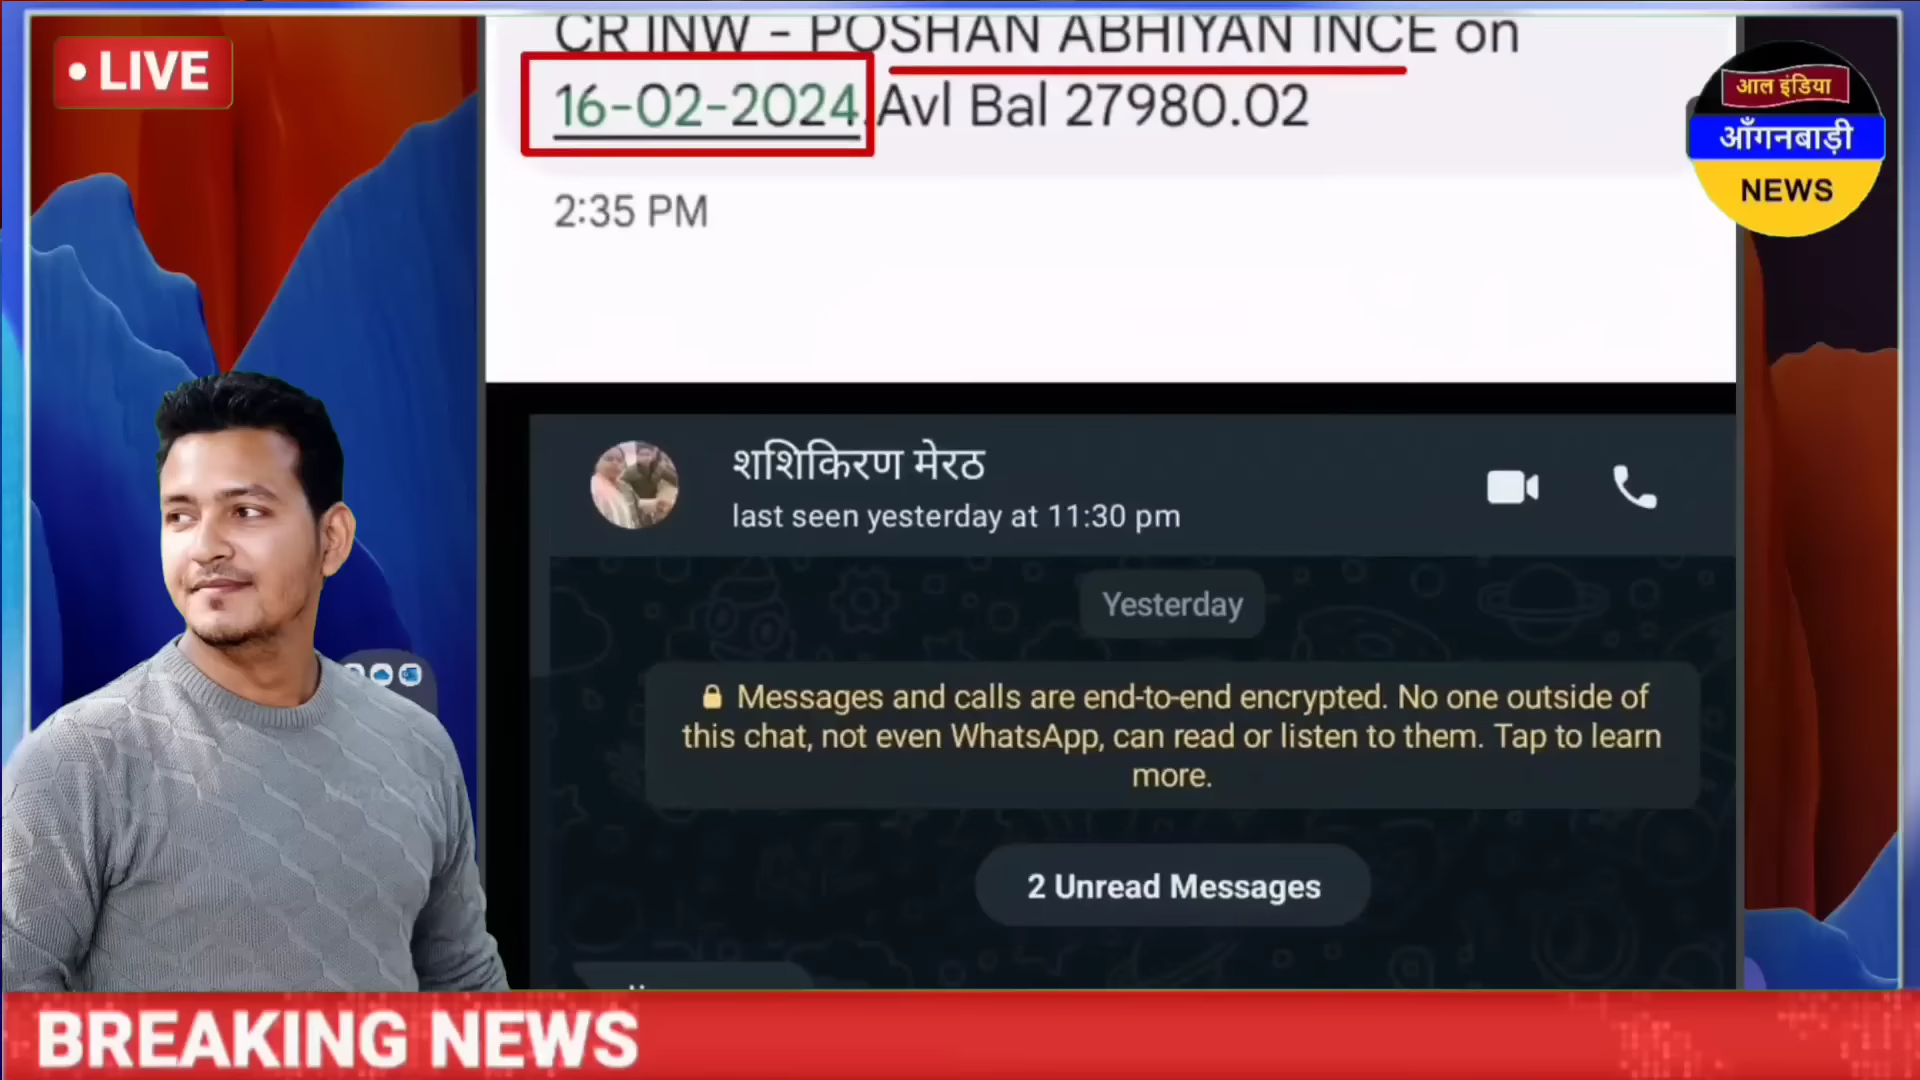 CR INW - POSHAN ABHIYAN INCE on
• LIVE
16-02-2024. Avl Bal 27980.02
आल इंडिया
आँगनबाड़ी
NEWS
2:35 PM
शशिकिरण मेरठ
last seen yesterday at 11:30 pm
Yesterday
Messages and calls are end-to-end encrypted. No one outside of
this chat, not even WhatsApp, can read or listen to them. Tap to learn
more.
2 Unread Messages
BREAKING NEWS